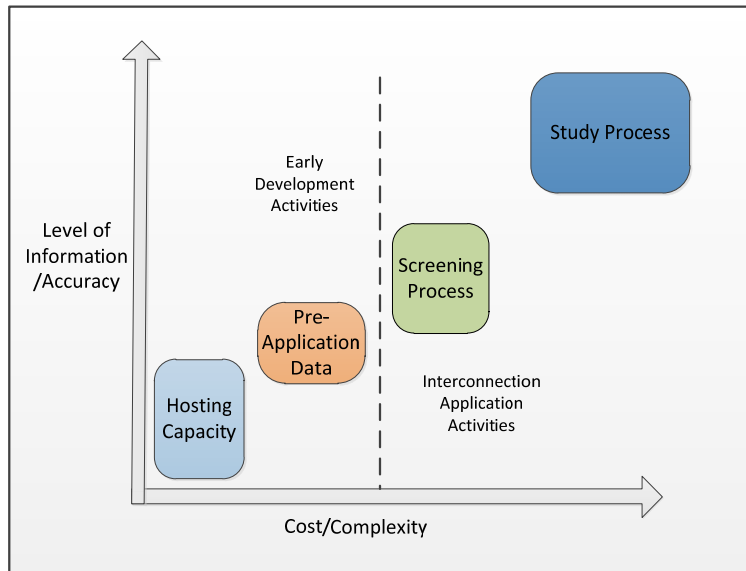 Study Process
Early
Development
Activities
Level of
Information
/Accuracy
Screening
Process
Pre-
Application
Data
Interconnection
Application
Activities
Hosting
Capacity
Cost/Complexity